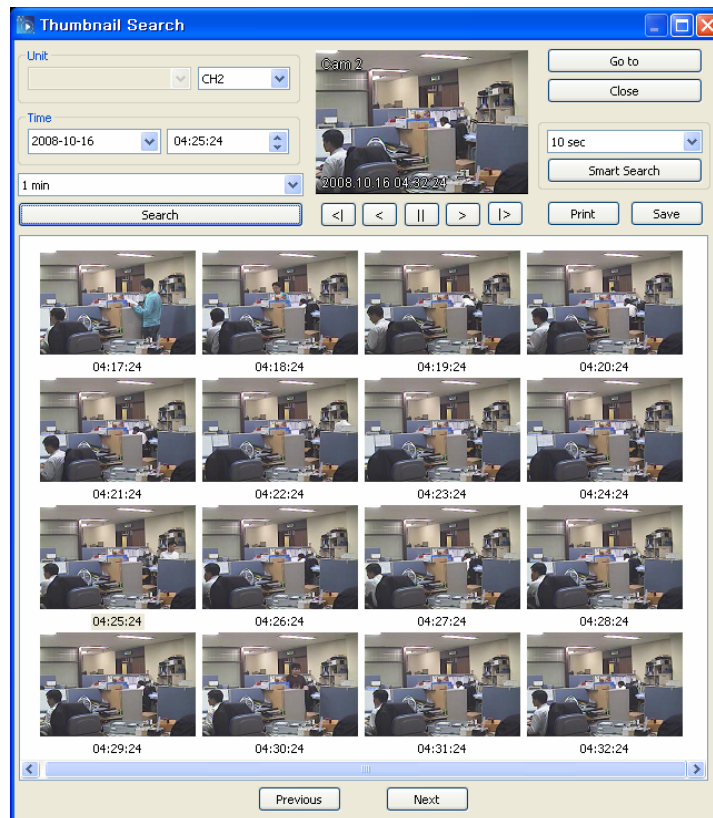 Thumbnail Search
Unit
CH2
Time
2008-10-16
04:25:24
1 min
Search
Cam 2
2008.10.16 04:32:24
<| < || > |>
Go to
Close
10 sec
Smart Search
Print Save
04:17:24 04:18:24 04:19:24 04:20:24
04:21:24 04:22:24 04:23:24 04:24:24
04:25:24 04:26:24 04:27:24 04:28:24
04:29:24 04:30:24 04:31:24 04:32:24
Previous Next